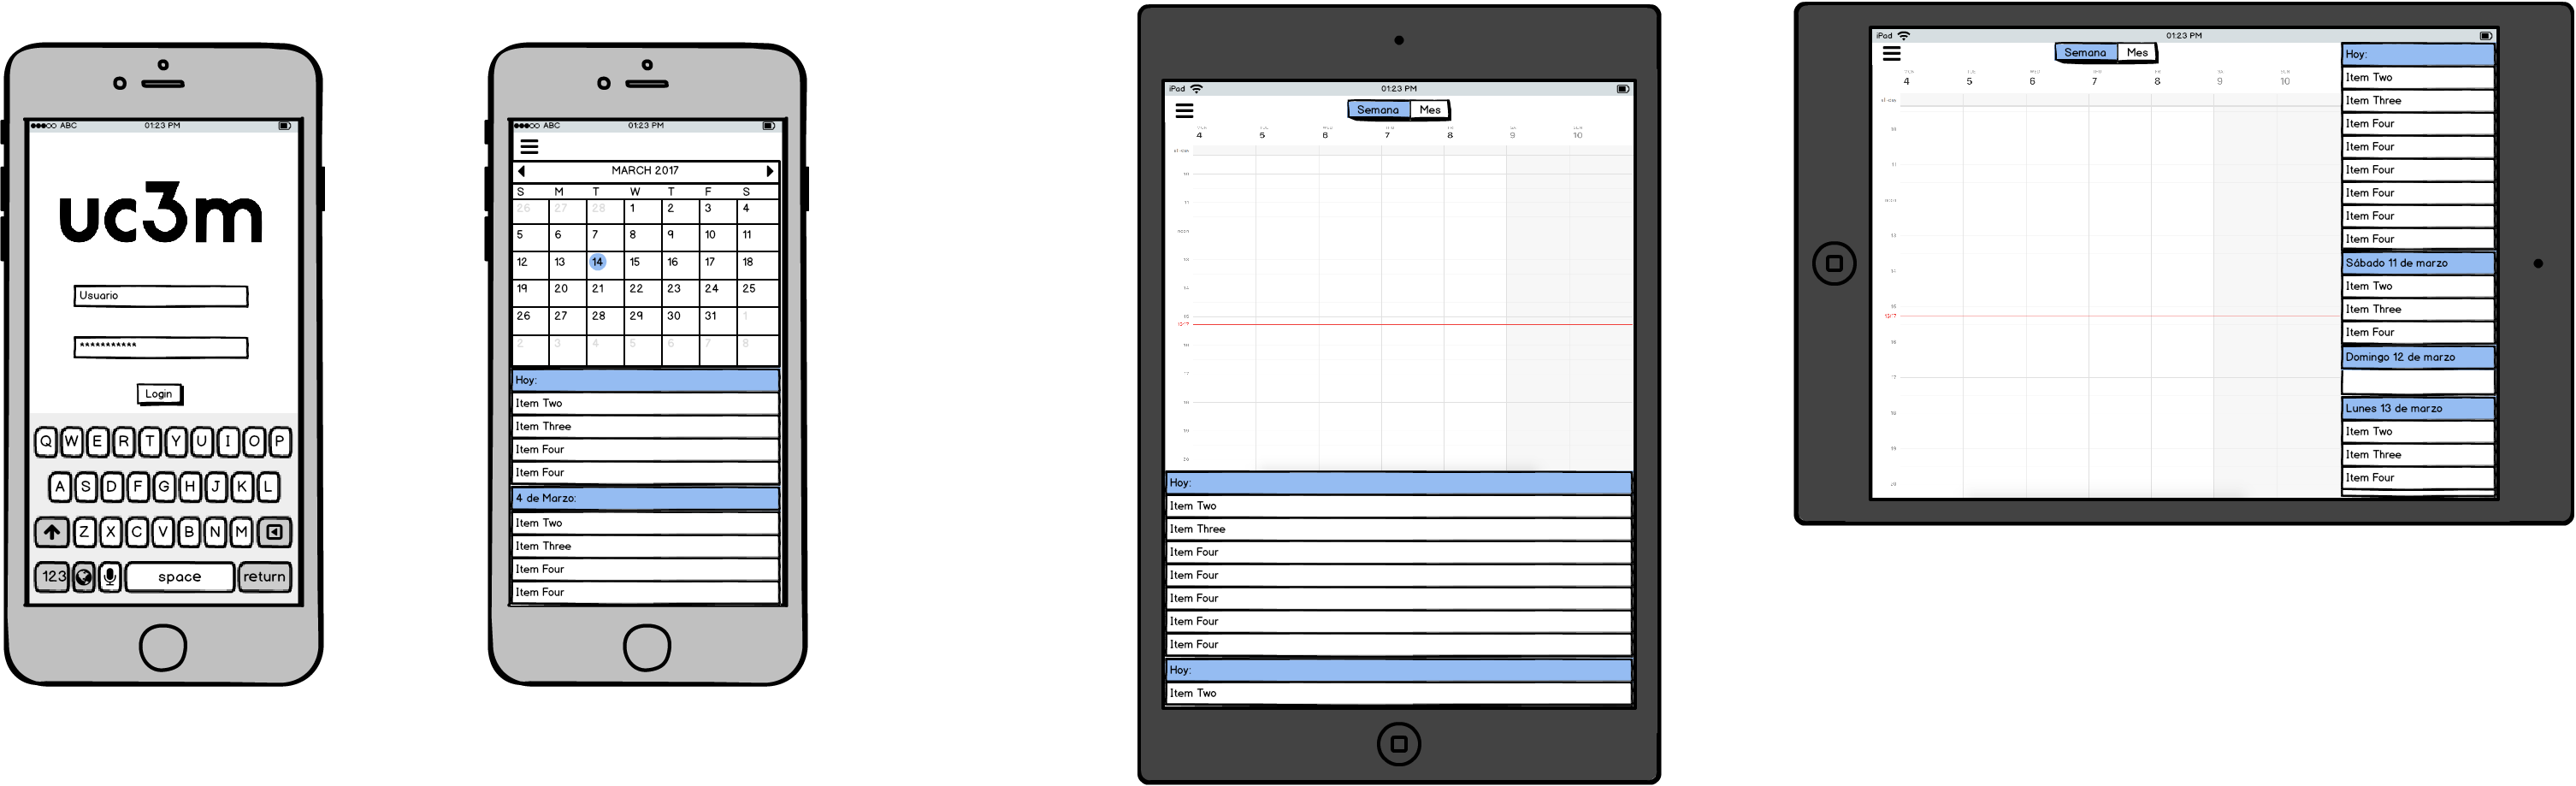 ABC 01:23 PM
uc3m
Usuario
***********
Login
Q W E R T Y U I O P
A S D F G H J K L
Z X C V B N M
123 space return
ABC 01:23 PM
MARCH 2017
S M T W T F S
26 27 28 1 2 3 4
5 6 7 8 9 10 11
12 13 14 15 16 17 18
19 20 21 22 23 24 25
26 27 28 29 30 31 1
2 3 4 5 6 7 8
Hoy:
Item Two
Item Three
Item Four
Item Four
4 de Marzo:
Item Two
Item Three
Item Four
Item Four
iPad 01:23 PM
Semana Mes
4 5 6 7 8 9 10
Hoy:
Item Two
Item Three
Item Four
Item Four
Item Four
Item Four
Item Four
Hoy:
Item Two
iPad 01:23 PM
Semana Mes
4 5 6 7 8 9 10
Hoy:
Item Two
Item Three
Item Four
Item Four
Item Four
Item Four
Item Four
Item Four
Sábado 11 de marzo
Item Two
Item Three
Item Four
Domingo 12 de marzo
Lunes 13 de marzo
Item Two
Item Three
Item Four